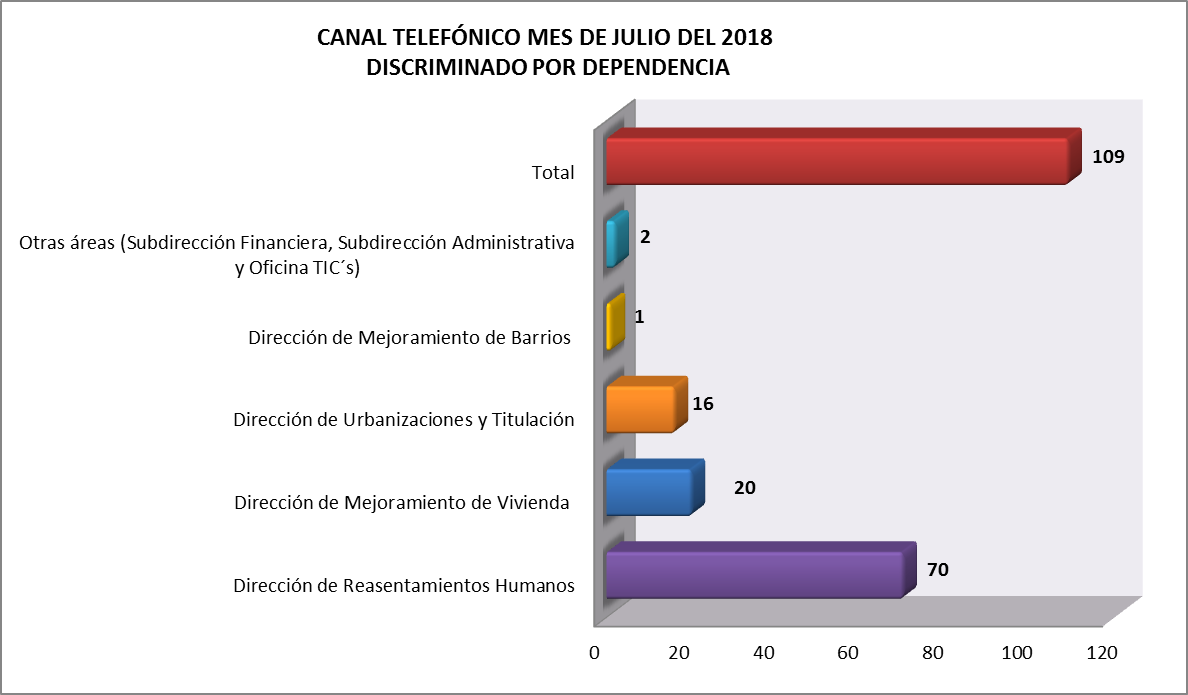 CANAL TELEFÓNICO MES DE JULIO DEL 2018
DISCRIMINADO POR DEPENDENCIA
Total
109
Otras áreas (Subdirección Financiera, Subdirección Administrativa
y Oficina TIC´s)
2
Dirección de Mejoramiento de Barrios
1
Dirección de Urbanizaciones y Titulación
16
Dirección de Mejoramiento de Vivienda
20
Dirección de Reasentamientos Humanos
70
0 20 40 60 80 100 120